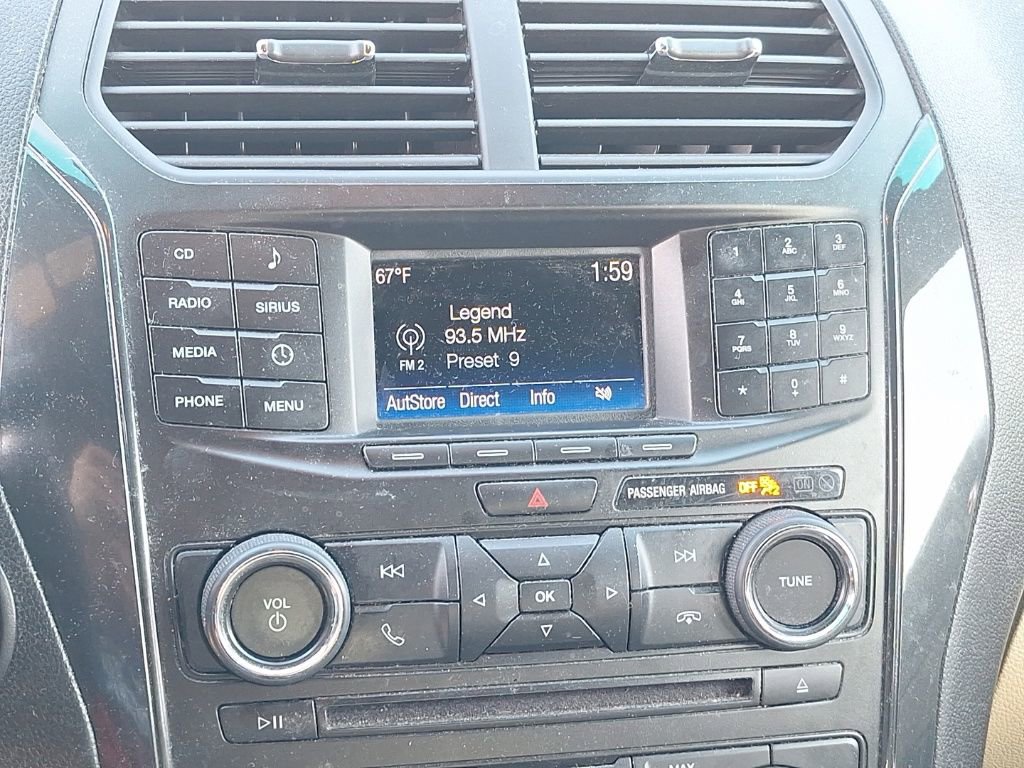 67°F
1:59
Legend
93.5 MHz
FM 2
Preset 9
AutStore Direct Info
CD
RADIO
SIRIUS
MEDIA
PHONE
MENU
1
2
ABC
3
DEF
4
GHI
5
JKL
6
MNO
7
PQRS
8
TUV
9
WXYZ
*
0
+
#
PASSENGER AIRBAG OFF ON
VOL
OK
TUNE
MAX